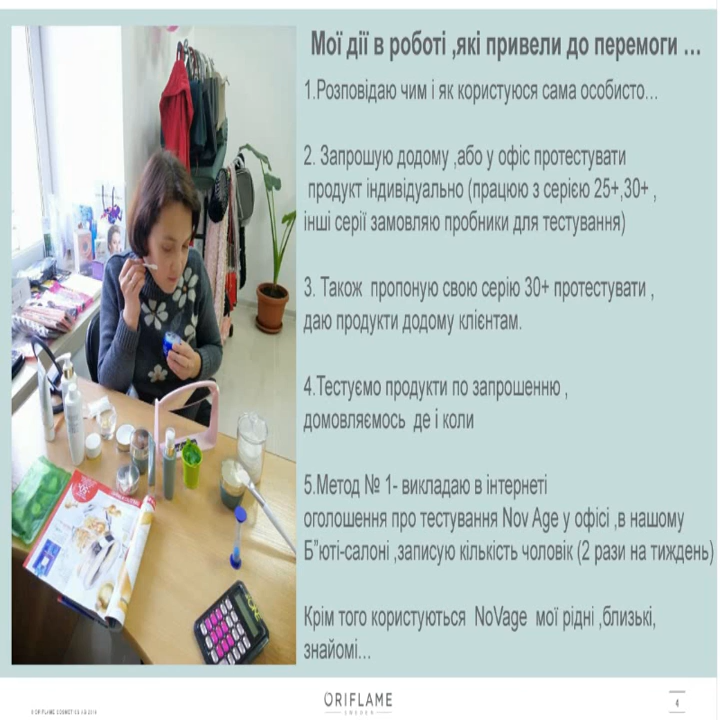 Мої дії в роботі ,які привели до перемоги ...
1.Розповідаю чим і як користуюся сама особисто...
2. Запрошую додому ,або у офіс протестувати
продукт індивідуально (працюю з серією 25+,30+ ,
інші серії замовляю пробники для тестування)
3. Також пропоную свою серію 30+ протестувати ,
даю продукти додому клієнтам.
4.Тестуємо продукти по запрошенню ,
домовляємось де і коли
5.Метод № 1- викладаю в інтернеті
оголошення про тестування Nov Age у офісі ,в нашому
Б”юті-салоні ,записую кількість чоловік (2 рази на тиждень)
Крім того користуються NoVage мої рідні ,близькі,
знайомі...
ORIFLAME
SWEDEN
4